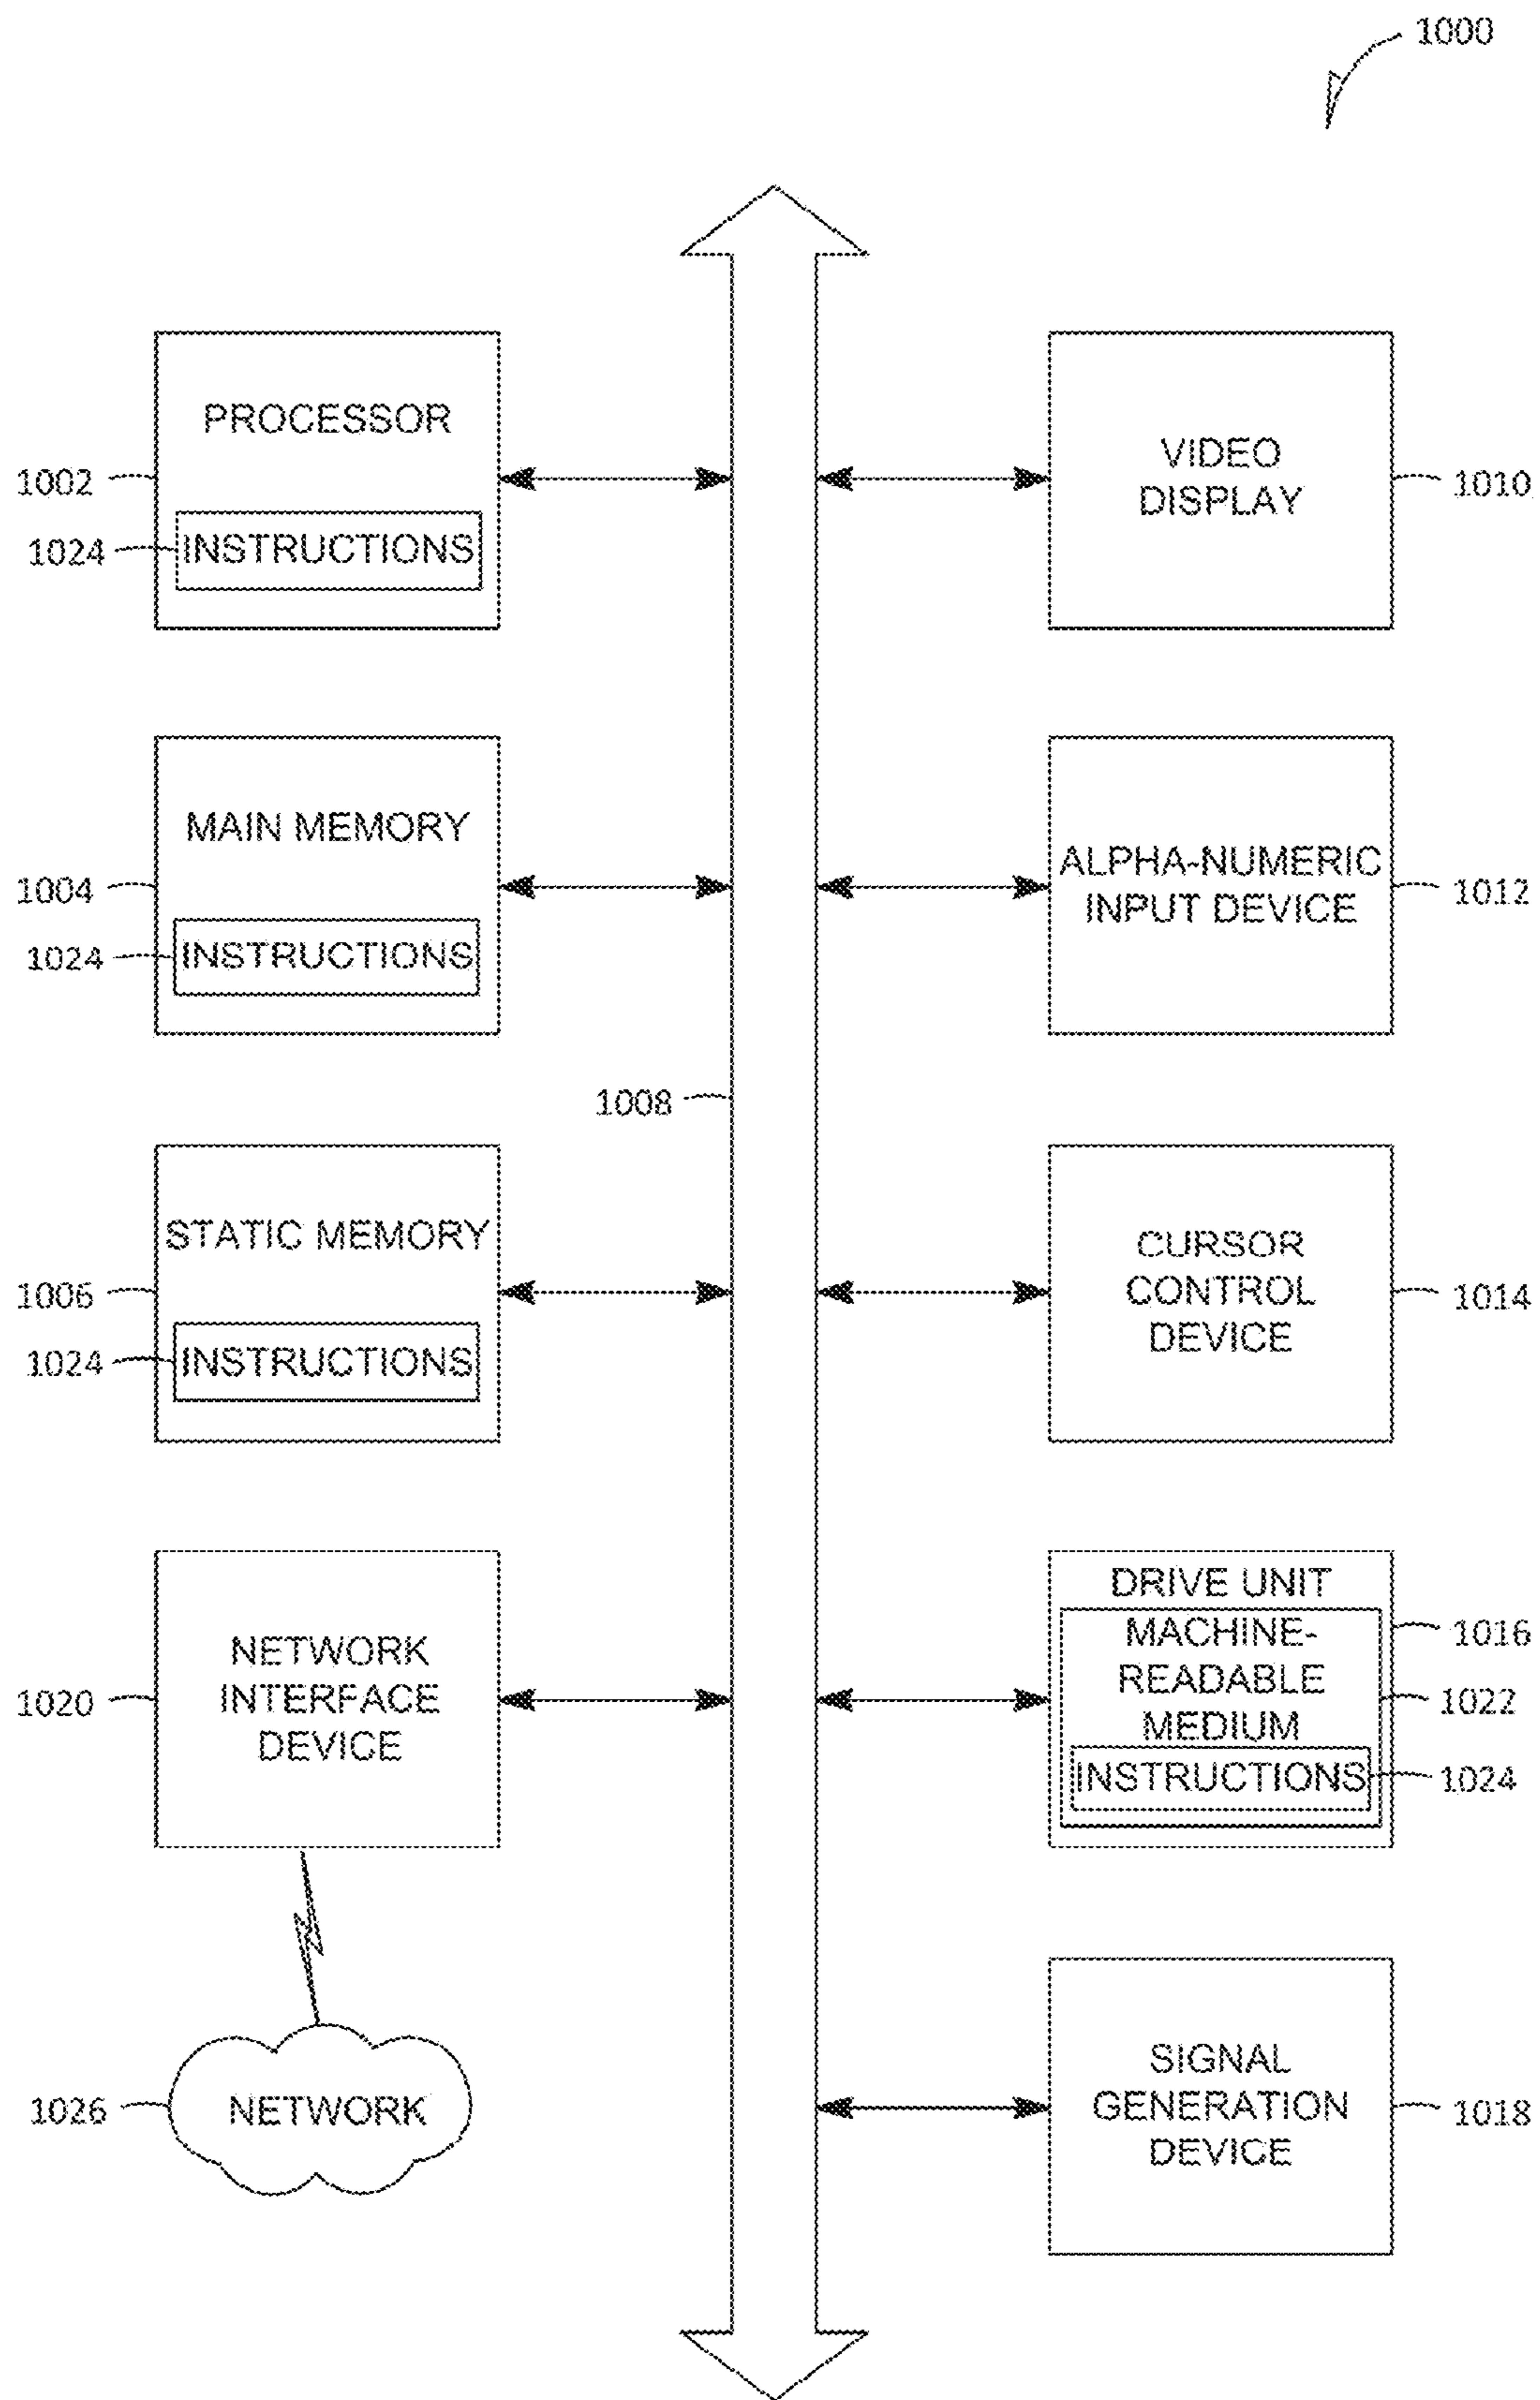 1000
PROCESSOR
1002
1024
INSTRUCTIONS
VIDEO
DISPLAY
1010
MAIN MEMORY
1004
1024
INSTRUCTIONS
ALPHA-NUMERIC
INPUT DEVICE
1012
1008
STATIC MEMORY
1006
1024
INSTRUCTIONS
CURSOR
CONTROL
DEVICE
1014
NETWORK
INTERFACE
DEVICE
1020
DRIVE UNIT
MACHINE-
READABLE
MEDIUM
INSTRUCTIONS
1016
1022
1024
1026
NETWORK
SIGNAL
GENERATION
DEVICE
1018